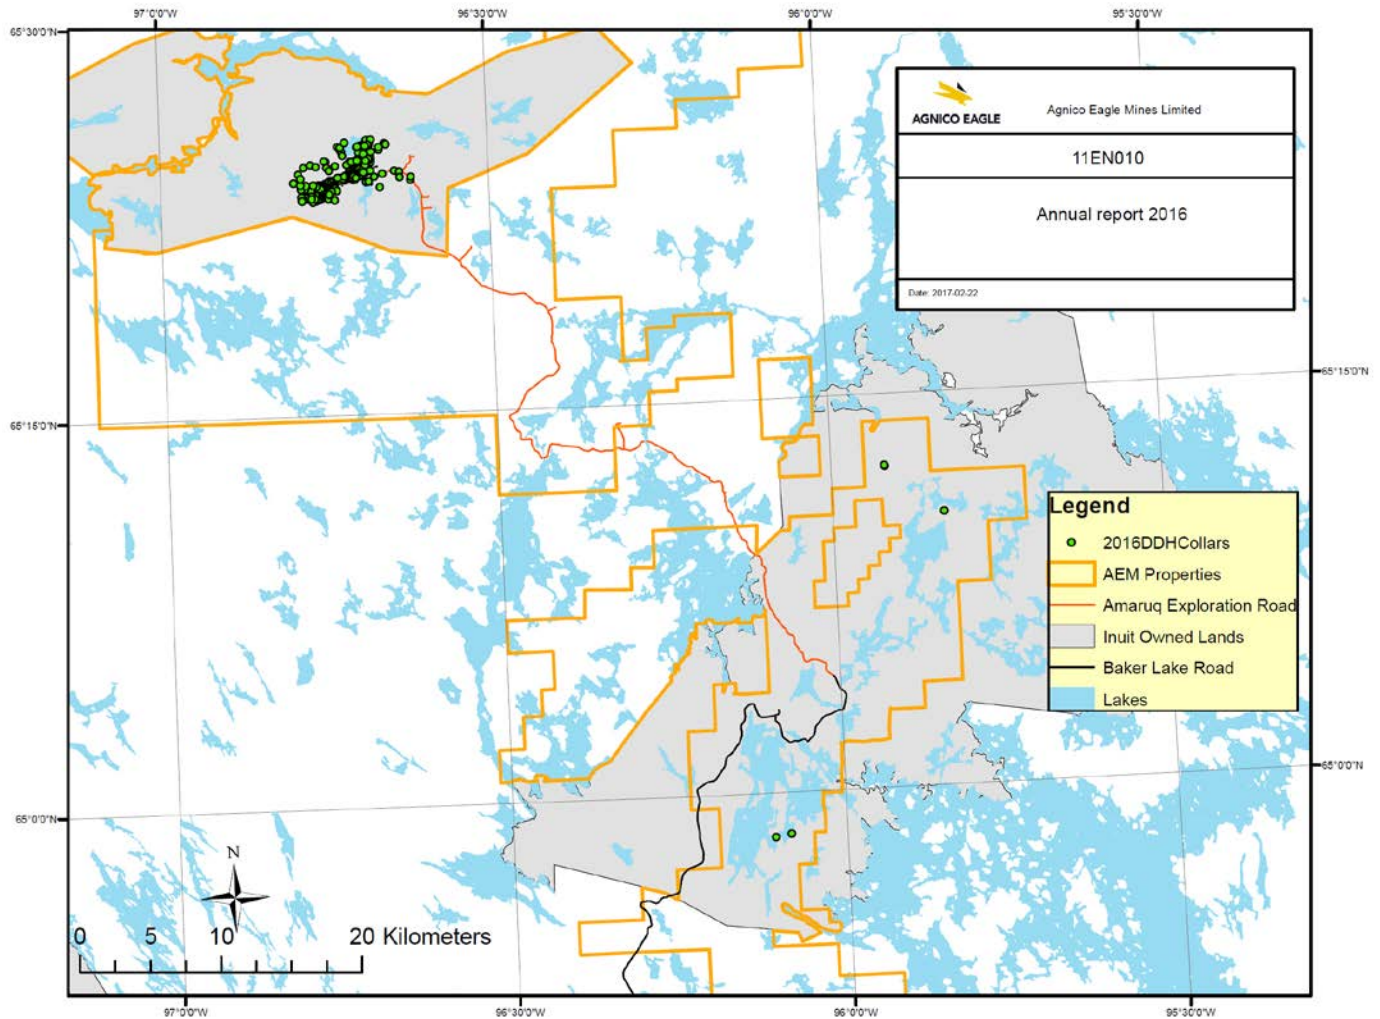 97°0'0"W
96°30'0"W
96°0'0"W
95°30'0"W
65°30'0"N
AGNICO EAGLE
Agnico Eagle Mines Limited
11EN010
Annual report 2016
Date: 2017-02-22
65°15'0"N
65°15'0"N
Legend
2016DDHCollars
AEM Properties
Amaruq Exploration Road
Inuit Owned Lands
Baker Lake Road
Lakes
65°0'0"N
65°0'0"N
N
0 5 10 20 Kilometers
97°0'0"W
96°30'0"W
96°0'0"W
95°30'0"W